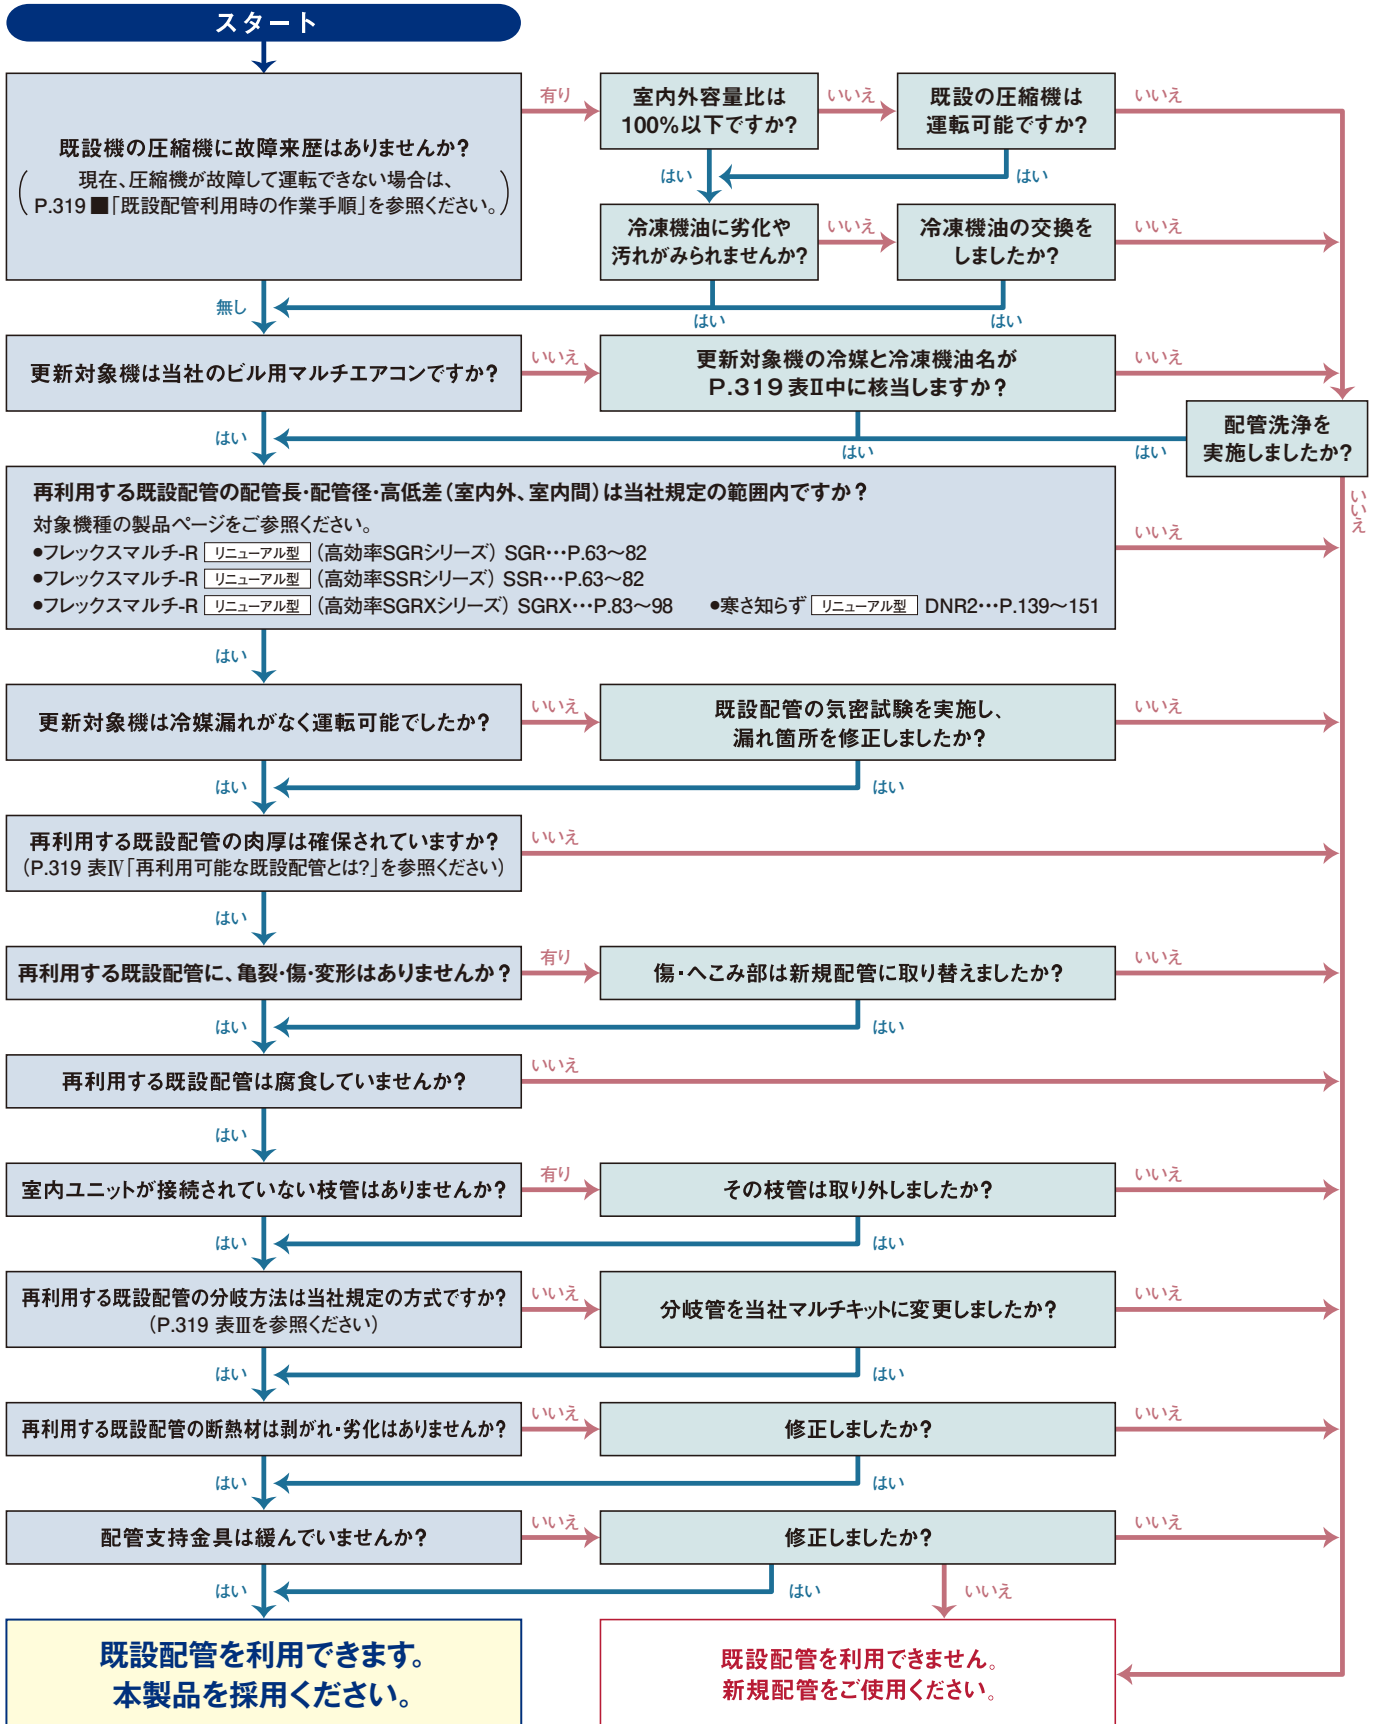 スタート
既設機の圧縮機に故障来歴はありませんか?
現在、圧縮機が故障して運転できない場合は、
P.319 ■「既設配管利用時の作業手順」を参照ください。
有り
室内外容量比は
100%以下ですか?
いいえ
既設の圧縮機は
運転可能ですか?
いいえ
はい
はい
冷凍機油に劣化や
汚れがみられませんか?
いいえ
冷凍機油の交換を
しましたか?
いいえ
無し
はい
はい
更新対象機は当社のビル用マルチエアコンですか?
いいえ
更新対象機の冷媒と冷凍機油名が
P.319 表Ⅱ中に核当しますか?
いいえ
配管洗浄を
実施しましたか?
はい
はい
はい
いいえ
再利用する既設配管の配管長・配管径・高低差(室内外、室内間)は当社規定の範囲内ですか?
対象機種の製品ページをご参照ください。
●フレックスマルチ-R リニューアル型 (高効率SGRシリーズ) SGR…P.63〜82
●フレックスマルチ-R リニューアル型 (高効率SSRシリーズ) SSR…P.63〜82
●フレックスマルチ-R リニューアル型 (高効率SGRXシリーズ) SGRX…P.83〜98 ●寒さ知らず リニューアル型 DNR2…P.139〜151
いいえ
はい
更新対象機は冷媒漏れがなく運転可能でしたか?
いいえ
既設配管の気密試験を実施し、
漏れ箇所を修正しましたか?
いいえ
はい
はい
再利用する既設配管の肉厚は確保されていますか?
(P.319 表Ⅳ「再利用可能な既設配管とは?」を参照ください)
いいえ
はい
再利用する既設配管に、亀裂・傷・変形はありませんか?
有り
傷・へこみ部は新規配管に取り替えましたか?
いいえ
はい
はい
再利用する既設配管は腐食していませんか?
いいえ
はい
室内ユニットが接続されていない枝管はありませんか?
有り
その枝管は取り外しましたか?
いいえ
はい
はい
再利用する既設配管の分岐方法は当社規定の方式ですか?
(P.319 表Ⅲを参照ください)
いいえ
分岐管を当社マルチキットに変更しましたか?
いいえ
はい
はい
再利用する既設配管の断熱材は剥がれ・劣化はありませんか?
いいえ
修正しましたか?
いいえ
はい
はい
配管支持金具は緩んでいませんか?
いいえ
修正しましたか?
いいえ
はい
はい
いいえ
既設配管を利用できます。
本製品を採用ください。
既設配管を利用できません。
新規配管をご使用ください。